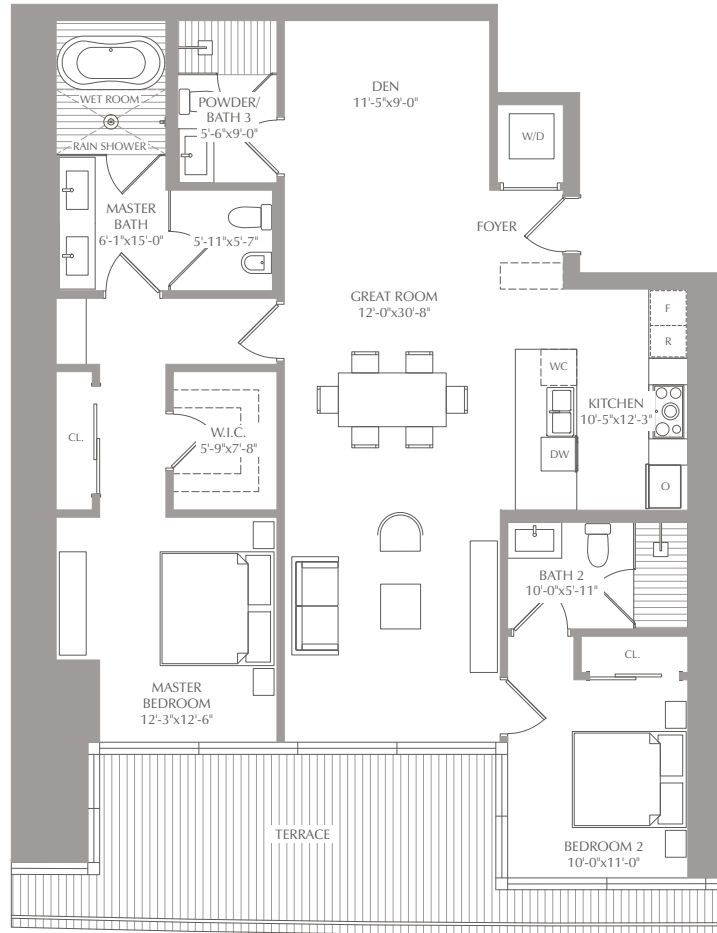 WET ROOM
RAIN SHOWER
POWDER/
BATH 3
5'-6"x9'-0"
DEN
11'-5"x9'-0"
W/D
MASTER
BATH
6'-1"x15'-0"
5'-11"x5'-7"
FOYER
GREAT ROOM
12'-0"x30'-8"
F
R
WC
KITCHEN
10'-5"x12'-3"
DW
O
CL.
W.I.C.
5'-9"x7'-8"
BATH 2
10'-0"x5'-11"
CL.
MASTER
BEDROOM
12'-3"x12'-6"
TERRACE
BEDROOM 2
10'-0"x11'-0"